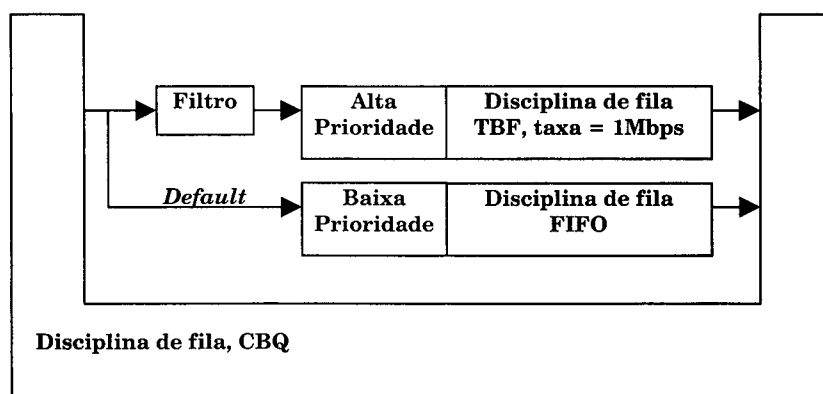 Filtro
Alta
Prioridade
Disciplina de fila
TBF, taxa = 1Mbps
Default
Baixa
Prioridade
Disciplina de fila
FIFO
Disciplina de fila, CBQ